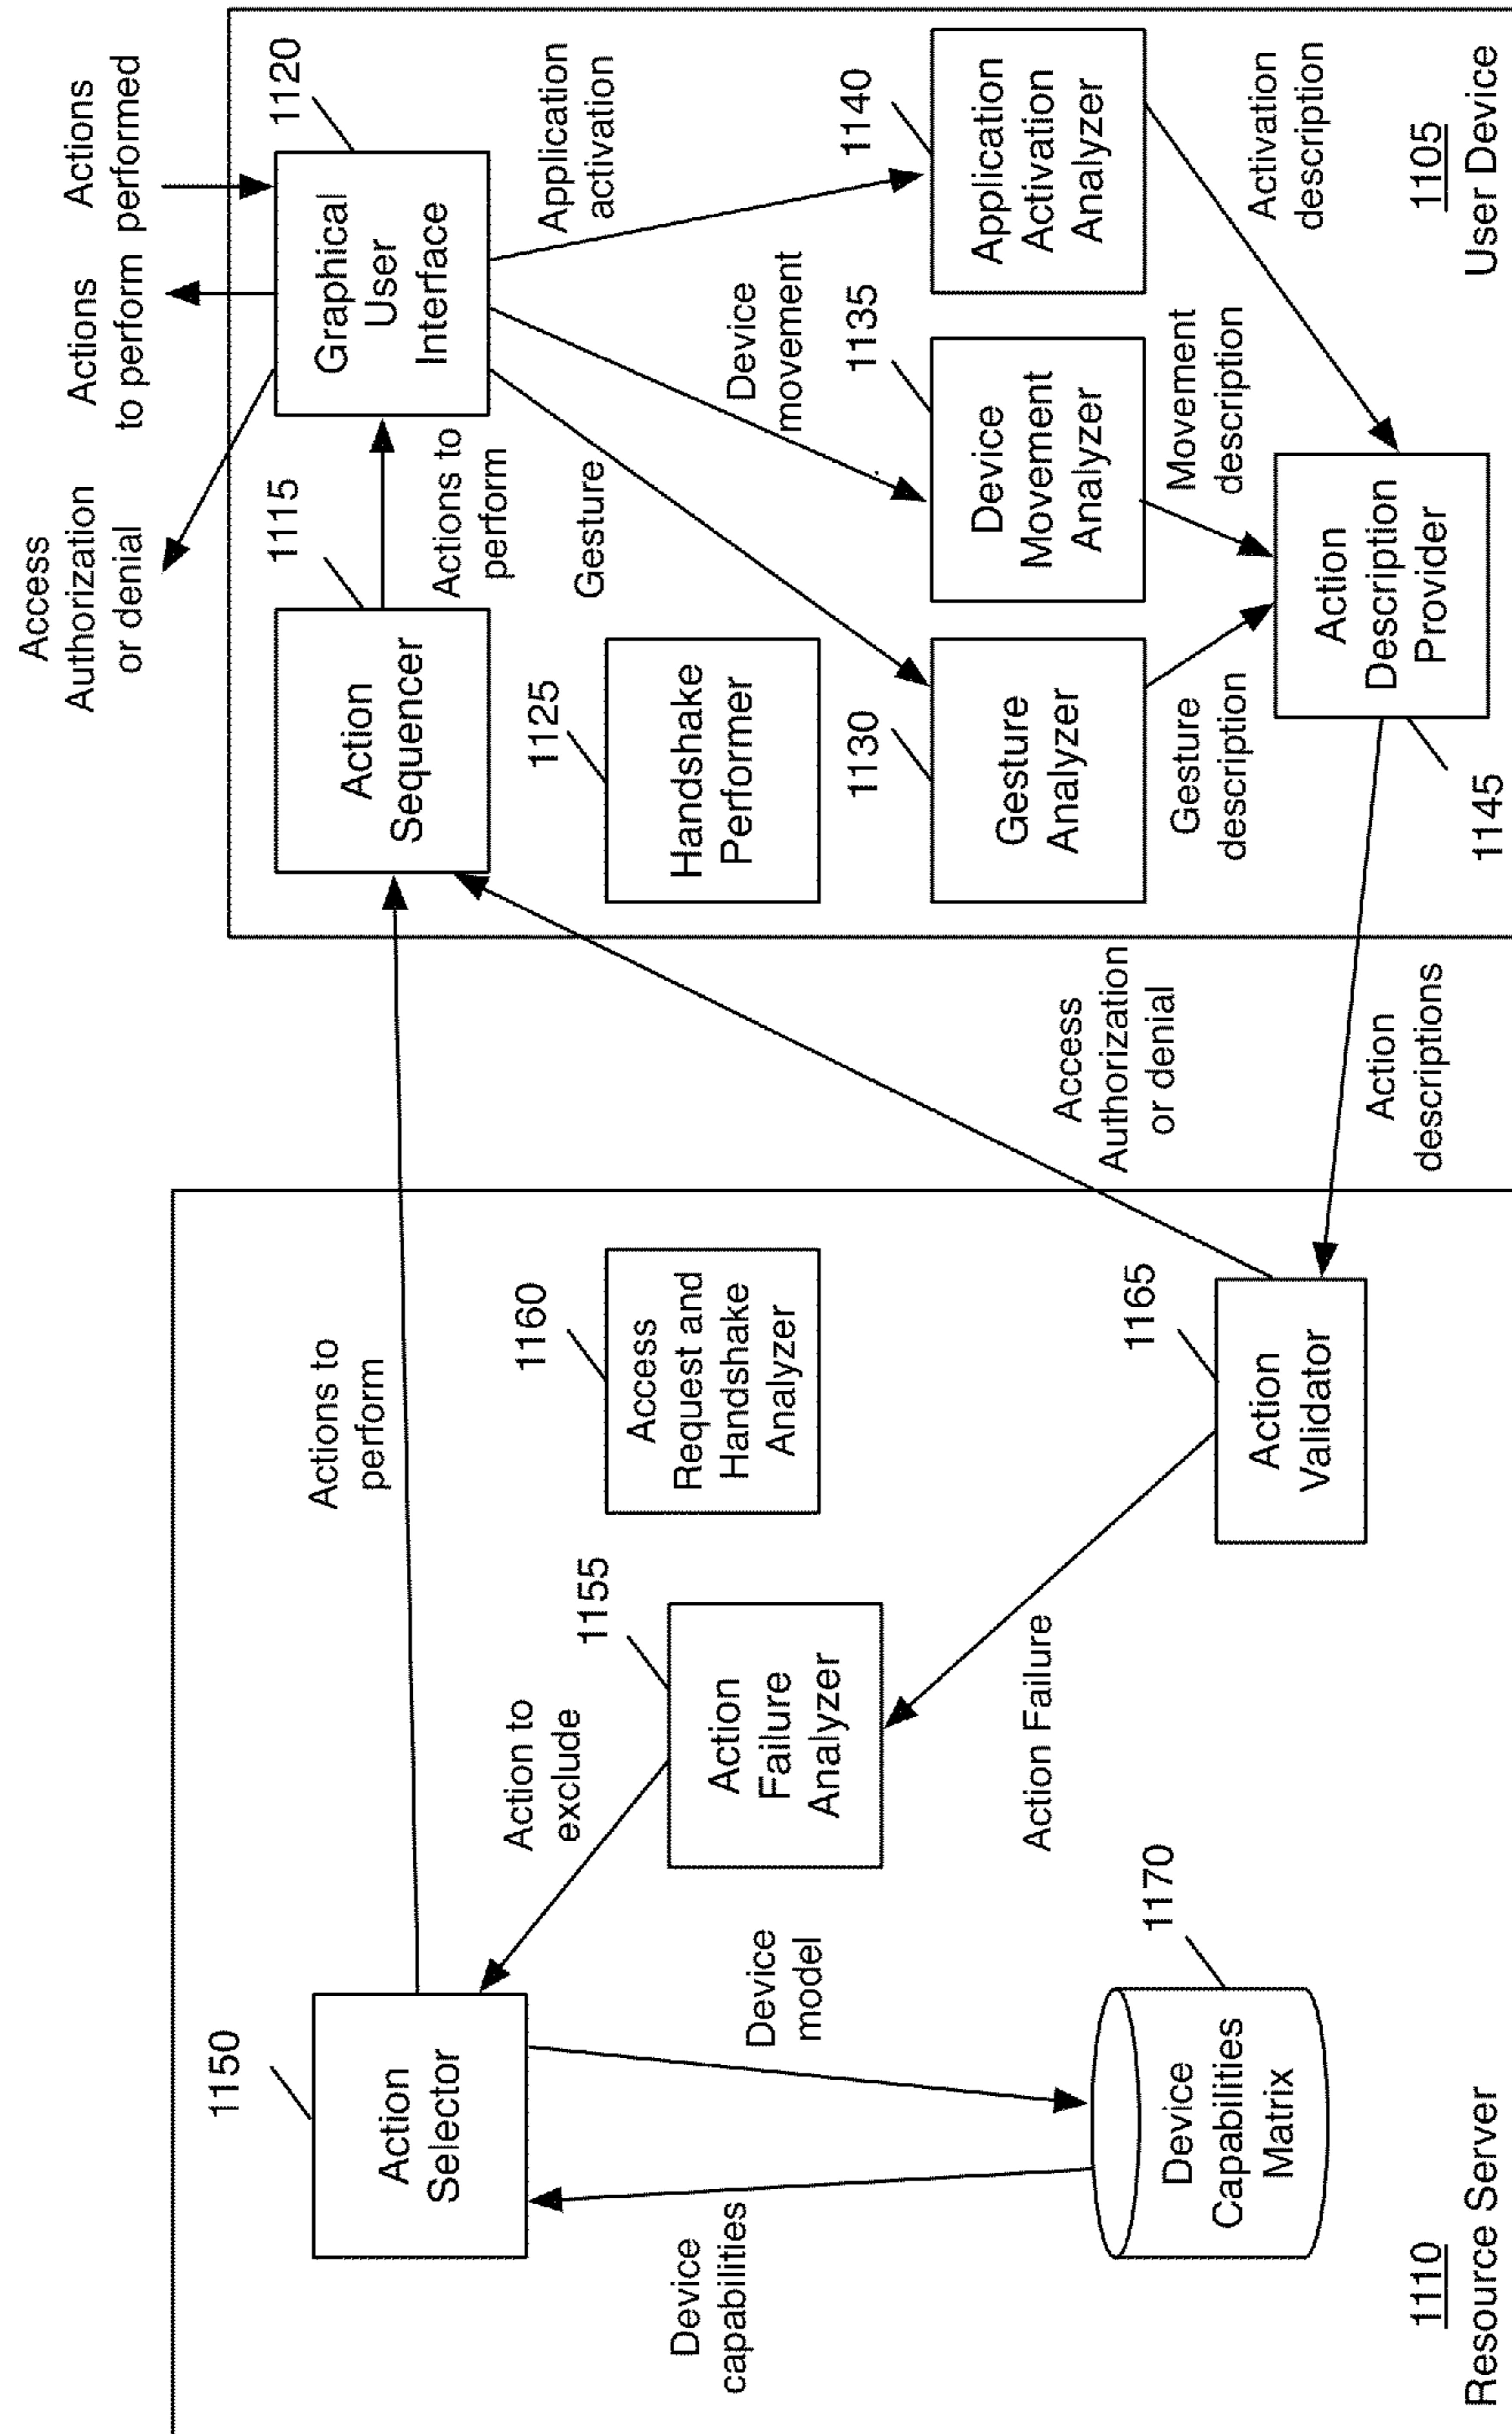 Access
Authorization
or denial
Actions
to perform
Actions
performed
1115
Action
Sequencer
Actions to
perform
1120
Graphical
User
Interface
Application
activation
Device
movement
Gesture
1125
Handshake
Performer
1130
Gesture
Analyzer
1135
Device
Movement
Analyzer
1140
Application
Activation
Analyzer
Gesture
description
Movement
description
Activation
description
Action
Description
Provider
1145
1105
User Device
Actions to
perform
Access
Authorization
or denial
Action
descriptions
1150
Action
Selector
Action to
exclude
1155
Action
Failure
Analyzer
1160
Access
Request and
Handshake
Analyzer
Device
capabilities
Device
model
Action Failure
1165
Action
Validator
1170
Device
Capabilities
Matrix
1110
Resource Server